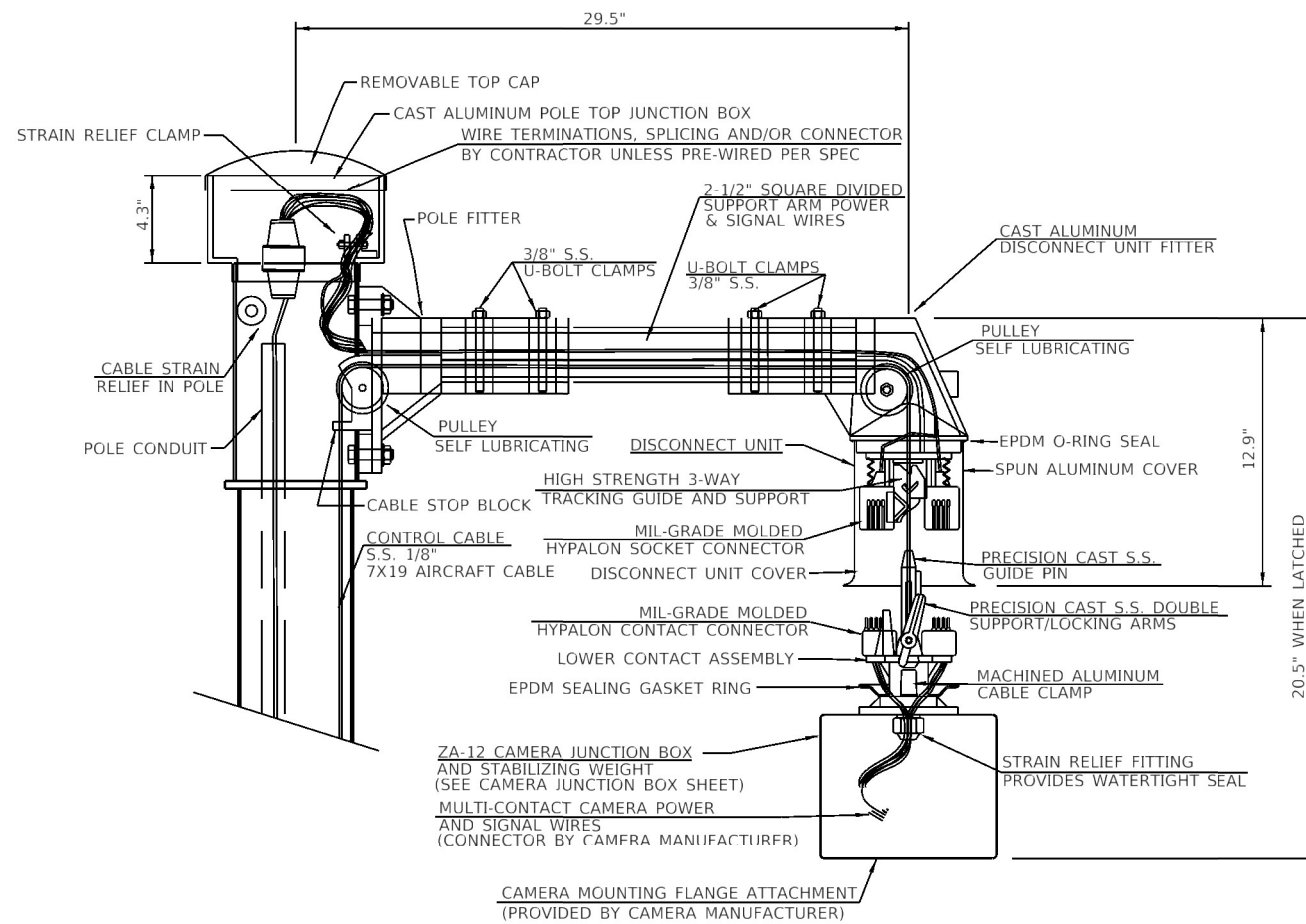 29.5"
REMOVABLE TOP CAP
CAST ALUMINUM POLE TOP JUNCTION BOX
STRAIN RELIEF CLAMP
WIRE TERMINATIONS, SPLICING AND/OR CONNECTOR
BY CONTRACTOR UNLESS PRE-WIRED PER SPEC
4.3"
POLE FITTER
2-1/2" SQUARE DIVIDED
SUPPORT ARM POWER
& SIGNAL WIRES
CAST ALUMINUM
DISCONNECT UNIT FITTER
3/8" S.S.
U-BOLT CLAMPS
U-BOLT CLAMPS
3/8" S.S.
PULLEY
SELF LUBRICATING
CABLE STRAIN
RELIEF IN POLE
POLE CONDUIT
PULLEY
SELF LUBRICATING
DISCONNECT UNIT
EPDM O-RING SEAL
SPUN ALUMINUM COVER
12.9"
HIGH STRENGTH 3-WAY
TRACKING GUIDE AND SUPPORT
CABLE STOP BLOCK
MIL-GRADE MOLDED
HYPALON SOCKET CONNECTOR
CONTROL CABLE
S.S. 1/8"
7X19 AIRCRAFT CABLE
DISCONNECT UNIT COVER
PRECISION CAST S.S.
GUIDE PIN
20.5" WHEN LATCHED
MIL-GRADE MOLDED
HYPALON CONTACT CONNECTOR
PRECISION CAST S.S. DOUBLE
SUPPORT/LOCKING ARMS
LOWER CONTACT ASSEMBLY
EPDM SEALING GASKET RING
MACHINED ALUMINUM
CABLE CLAMP
ZA-12 CAMERA JUNCTION BOX
AND STABILIZING WEIGHT
(SEE CAMERA JUNCTION BOX SHEET)
STRAIN RELIEF FITTING
PROVIDES WATERTIGHT SEAL
MULTI-CONTACT CAMERA POWER
AND SIGNAL WIRES
(CONNECTOR BY CAMERA MANUFACTURER)
CAMERA MOUNTING FLANGE ATTACHMENT
(PROVIDED BY CAMERA MANUFACTURER)